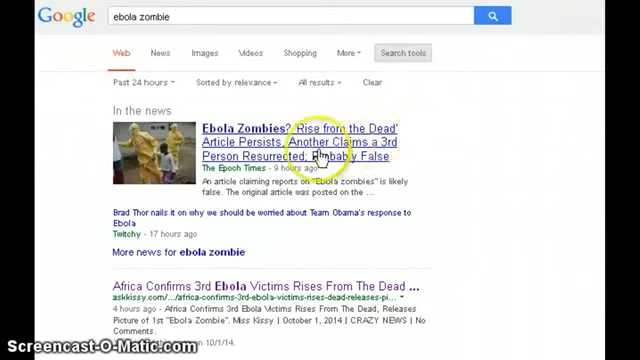 Google
ebola zombie
Web News Images Videos Shopping More Search tools
Past 24 hours Sorted by relevance All results Clear
In the news
Ebola Zombies? 'Rise from the Dead'
Article Persists, Another Claims a 3rd
Person Resurrected; Probably False
The Epoch Times - 9 hours ago
An article claiming reports on "Ebola zombies" is likely
false. The original article was posted on the ...
Brad Thor nails it on why we should be worried about Team Obama's response to
Ebola
Twitchy - 17 hours ago
More news for ebola zombie
Africa Confirms 3rd Ebola Victims Rises From The Dead ...
askkissy.com/.../africa-confirms-3rd-ebola-victims-rises-dead-releases-pi...
4 hours ago - Africa Confirms 3rd Ebola Victims Rises From The Dead, Releases
Picture of 1st "Ebola Zombie". Miss Kissy | October 1, 2014 | CRAZY NEWS | No
Comments.
on 10/1/14.
Screencast-O-Matic.com